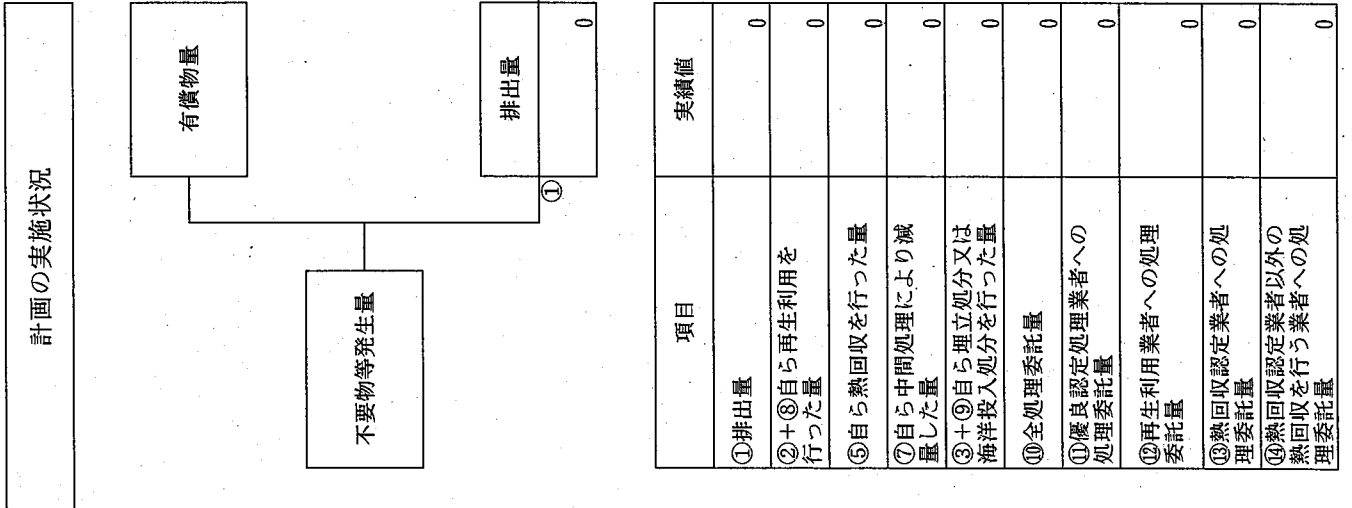 計画の実施状況
有償物量
不要物等発生量
排出量
①
0
項目
実績値
①排出量
0
②+⑧自ら再生利用を
行った量
0
⑤自ら熱回収を行った量
0
⑦自ら中間処理により減
量した量
0
③+⑨自ら埋立処分又は
海洋投入処分を行った量
0
⑩全処理委託量
0
⑪優良認定処理業者への
処理委託量
0
⑫再生利用業者への処理
委託量
0
⑬熱回収認定業者への処
理委託量
0
⑭熱回収認定業者以外の
熱回収を行う業者への処
理委託量
0